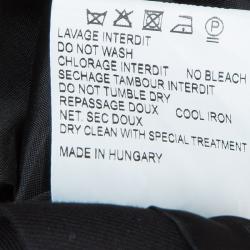 LAVAGE INTERDIT
DO NOT WASH
CHLORAGE INTERDIT NO BLEACH
SECHAGE TAMBOUR INTERDIT
DO NOT TUMBLE DRY
REPASSAGE DOUX COOL IRON
NET. SEC DOUX
DRY CLEAN WITH SPECIAL TREATMENT
MADE IN HUNGARY